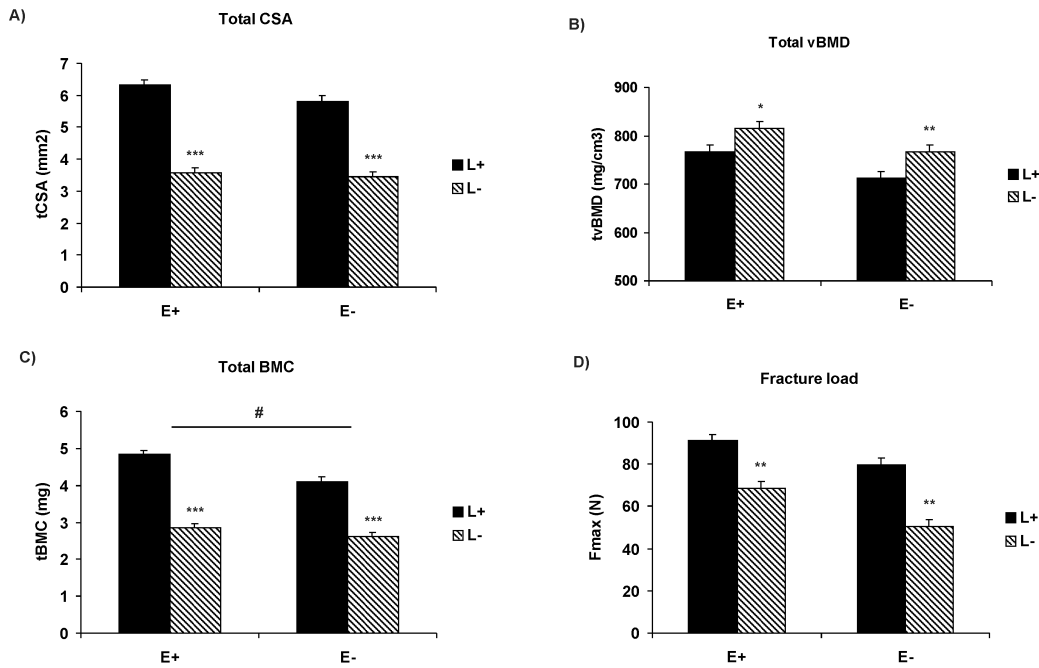 A)
Total CSA
tCSA (mm2)
7
6
5
4
3
2
1
0
***
***
E+
E-
L+
L-
B)
Total vBMD
tvBMD (mg/cm3)
900
800
700
600
500
*
**
E+
E-
L+
L-
C)
Total BMC
tBMC (mg)
6
5
4
3
2
1
0
#
***
***
E+
E-
L+
L-
D)
Fracture load
Fmax (N)
100
80
60
40
20
0
**
**
E+
E-
L+
L-